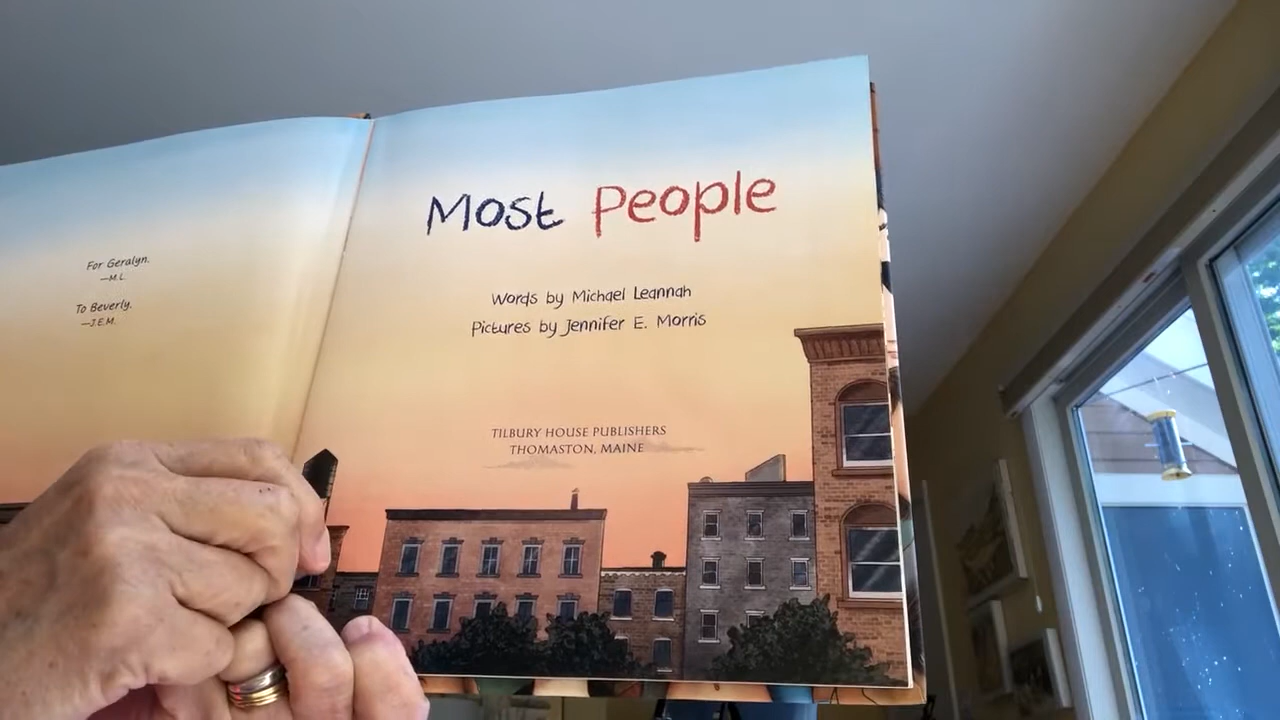 For Geralyn.
—M.L.
To Beverly.
—J.E.M.
Most People
Words by Michael Leannah
Pictures by Jennifer E. Morris
TILBURY HOUSE PUBLISHERS
THOMASTON, MAINE